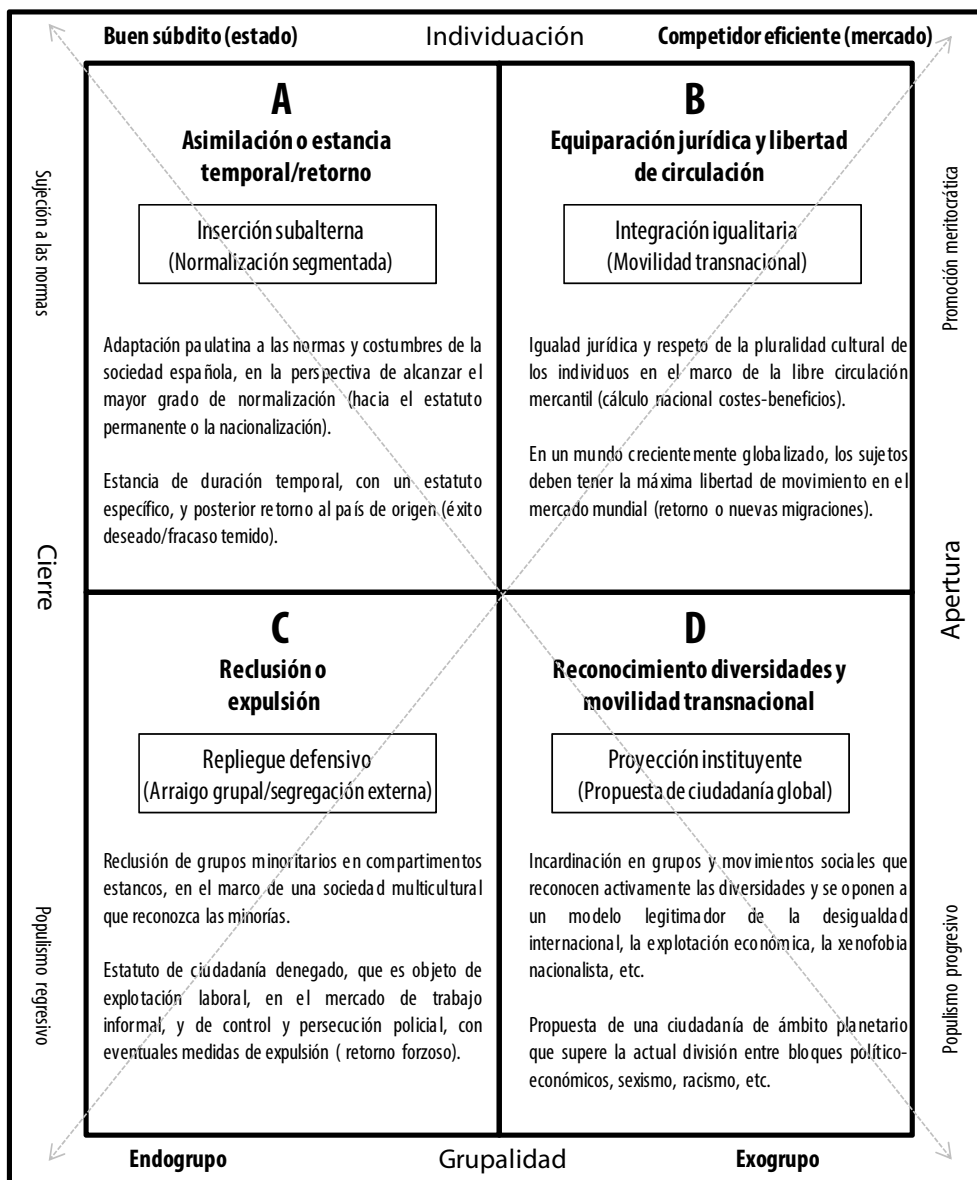 Buen súbdito (estado)
Individuación
Competidor eficiente (mercado)
Sujeción a las normas
Cierre
Populismo regresivo
A
Asimilación o estancia
temporal/retorno
Inserción subalterna
(Normalización segmentada)
Adaptación paulatina a las normas y costumbres de la
sociedad española, en la perspectiva de alcanzar el
mayor grado de normalización (hacia el estatuto
permanente o la nacionalización).
Estancia de duración temporal, con un estatuto
específico, y posterior retorno al país de origen (éxito
deseado/fracaso temido).
B
Equiparación jurídica y libertad
de circulación
Integración igualitaria
(Movilidad transnacional)
Igualad jurídica y respeto de la pluralidad cultural de
los individuos en el marco de la libre circulación
mercantil (cálculo nacional costes-beneficios).
En un mundo crecientemente globalizado, los sujetos
deben tener la máxima libertad de movimiento en el
mercado mundial (retorno o nuevas migraciones).
C
Reclusión o
expulsión
Repliegue defensivo
(Arraigo grupal/segregación externa)
Reclusión de grupos minoritarios en compartimentos
estancos, en el marco de una sociedad multicultural
que reconozca las minorías.
Estatuto de ciudadanía denegado, que es objeto de
explotación laboral, en el mercado de trabajo
informal, y de control y persecución policial, con
eventuales medidas de expulsión ( retorno forzoso).
D
Reconocimiento diversidades y
movilidad transnacional
Proyección instituyente
(Propuesta de ciudadanía global)
Incardinación en grupos y movimientos sociales que
reconocen activamente las diversidades y se oponen a
un modelo legitimador de la desigualdad
internacional, la explotación económica, la xenofobia
nacionalista, etc.
Propuesta de una ciudadanía de ámbito planetario
que supere la actual división entre bloques político-
económicos, sexismo, racismo, etc.
Promoción meritocrática
Apertura
Populismo progresivo
Endogrupo
Grupalidad
Exogrupo